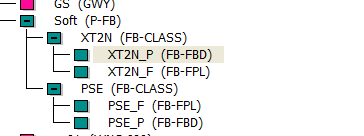 GS (GWY)
Soft (P-FB)
XT2N (FB-CLASS)
XT2N_P (FB-FBD)
XT2N_F (FB-FPL)
PSE (FB-CLASS)
PSE_F (FB-FPL)
PSE_P (FB-FBD)